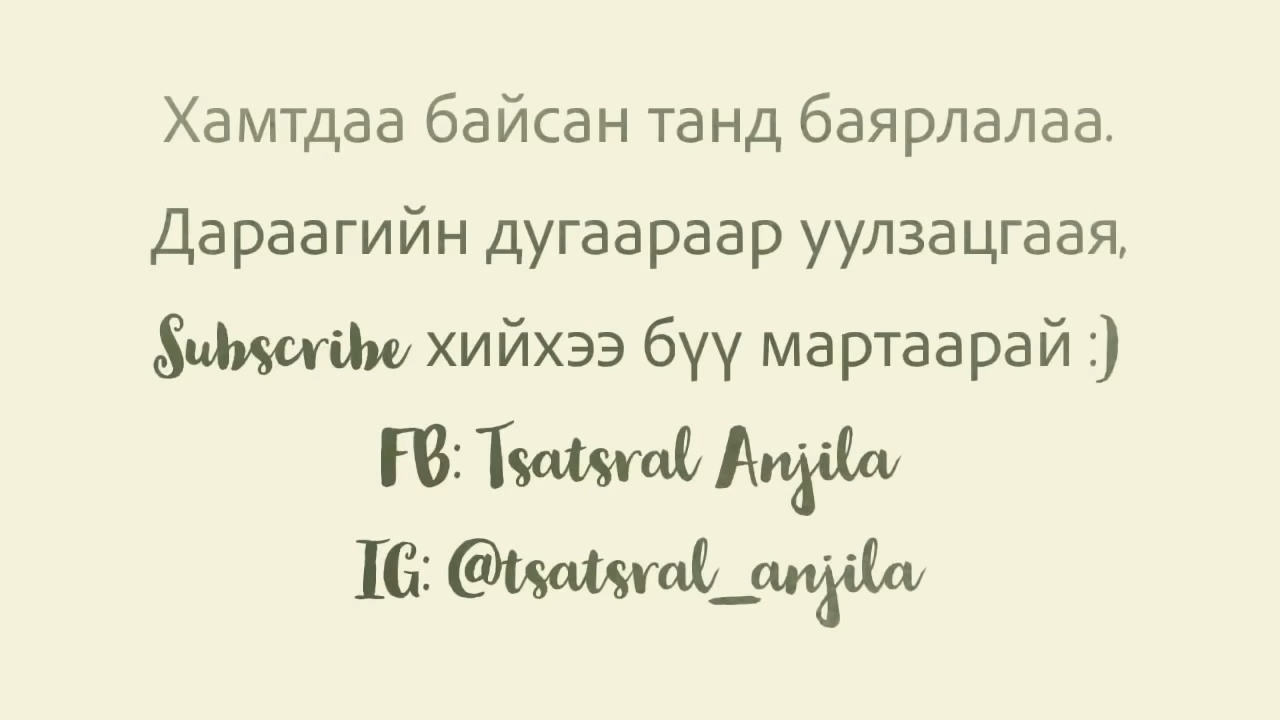 Хамтдаа байсан танд баярлалаа.
Дараагийн дугаараар уулзацгаая,
Subscribe хийхээ бүү мартаарай :)
FB: Tsatsral Anjila
IG: @tsatsral_anjila